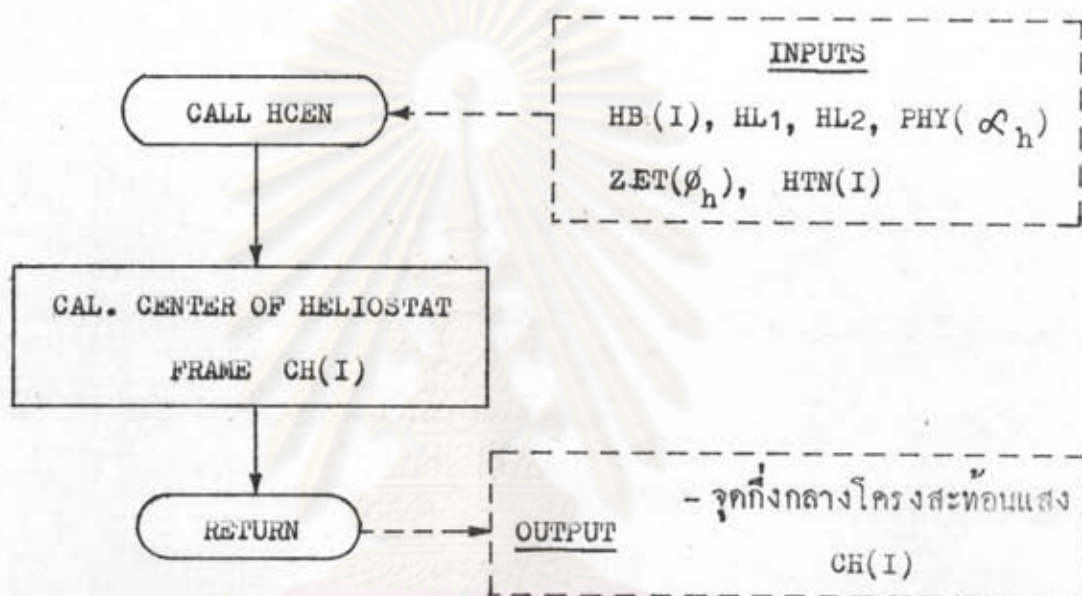 INPUTS
CALL HCEN
HB.(I), HL1, HL2, PHY(∝h)
ZET(Øh), HTN(I)
CAL. CENTER OF HELIOSTAT
FRAME CH(I)
- จุดกึ่งกลางโครงสะท้อนแสง
RETURN
OUTPUT
CH(I)